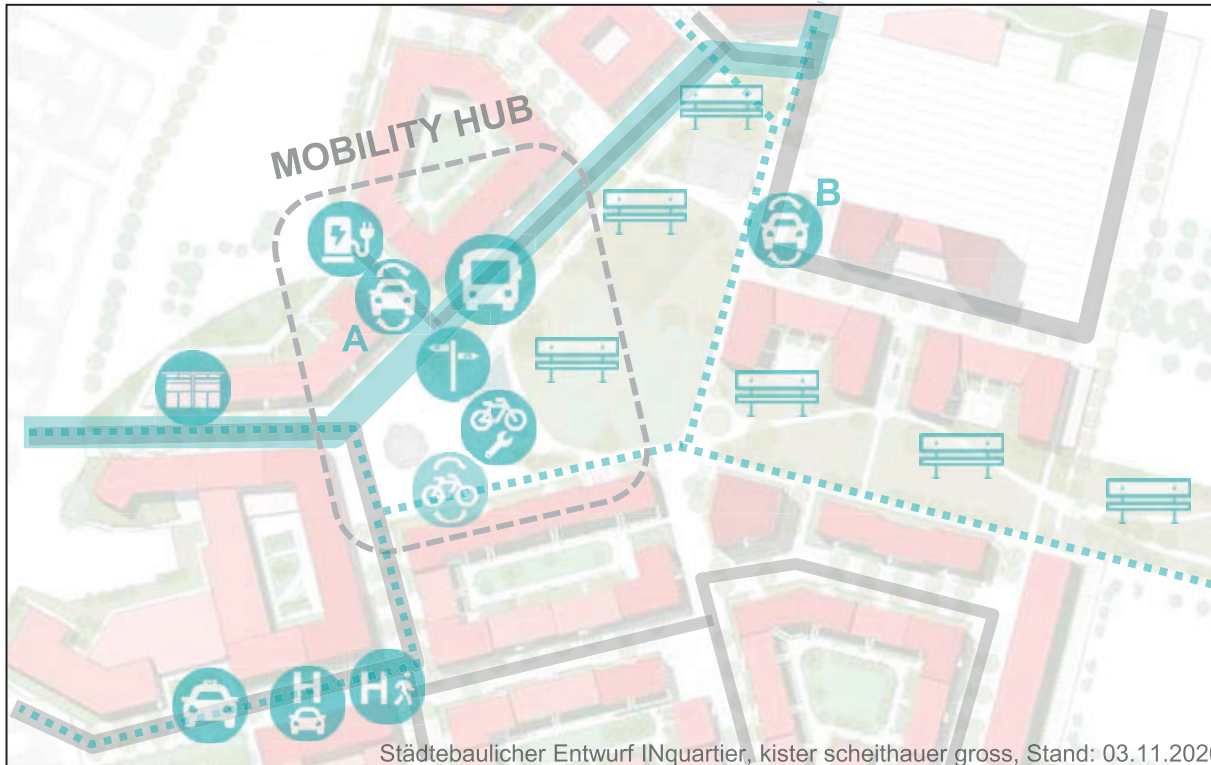 MOBILITY HUB
B
A
H
H
Städtebaulicher Entwurf INquartier, kister scheithauer gross, Stand: 03.11.2020